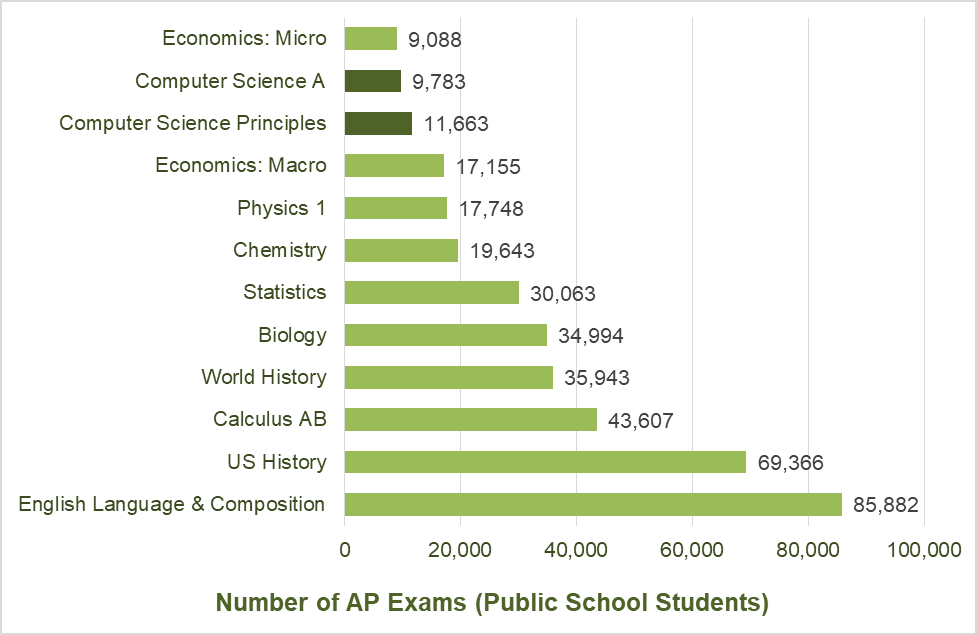 Economics: Micro 9,088
Computer Science A 9,783
Computer Science Principles 11,663
Economics: Macro 17,155
Physics 1 17,748
Chemistry 19,643
Statistics 30,063
Biology 34,994
World History 35,943
Calculus AB 43,607
US History 69,366
English Language & Composition 85,882
0 20,000 40,000 60,000 80,000 100,000
Number of AP Exams (Public School Students)